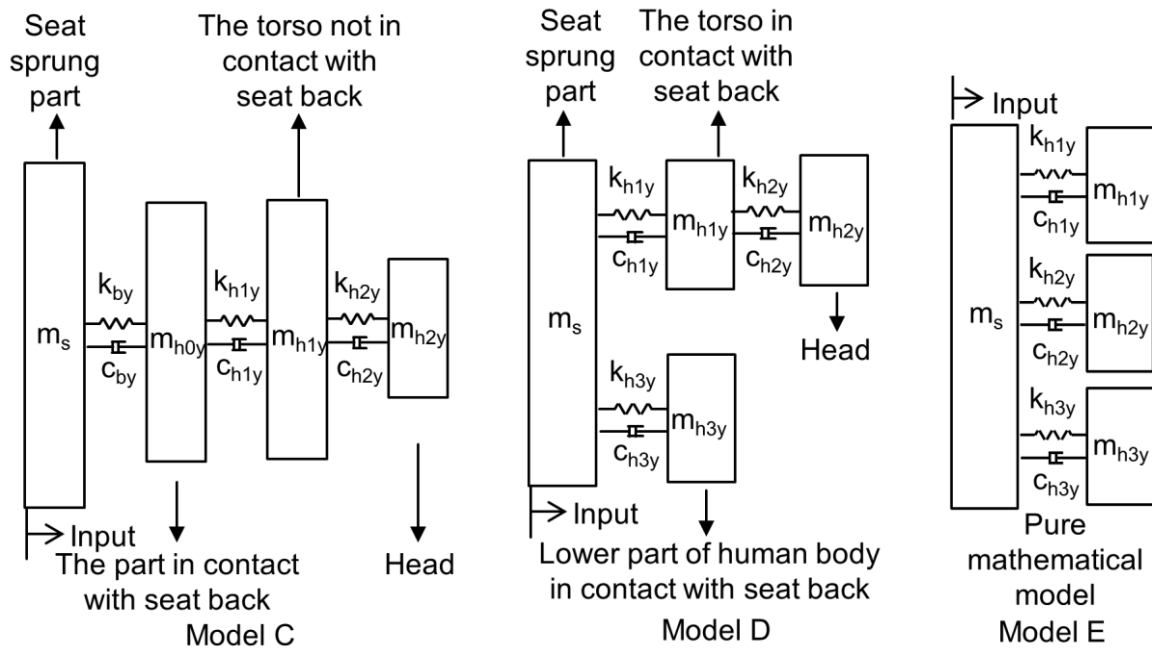 Seat
sprung
part
The torso not in
contact with
seat back
m_s
k_by
c_by
m_h0y
k_h1y
c_h1y
m_h1y
k_h2y
c_h2y
m_h2y
Input
The part in contact
with seat back
Head
Model C
Seat
sprung
part
The torso in
contact with
seat back
m_s
k_h1y
c_h1y
m_h1y
k_h2y
c_h2y
m_h2y
Head
k_h3y
c_h3y
m_h3y
Input
Lower part of human body
in contact with seat back
Model D
Input
m_s
k_h1y
c_h1y
m_h1y
k_h2y
c_h2y
m_h2y
k_h3y
c_h3y
m_h3y
Pure
mathematical
model
Model E